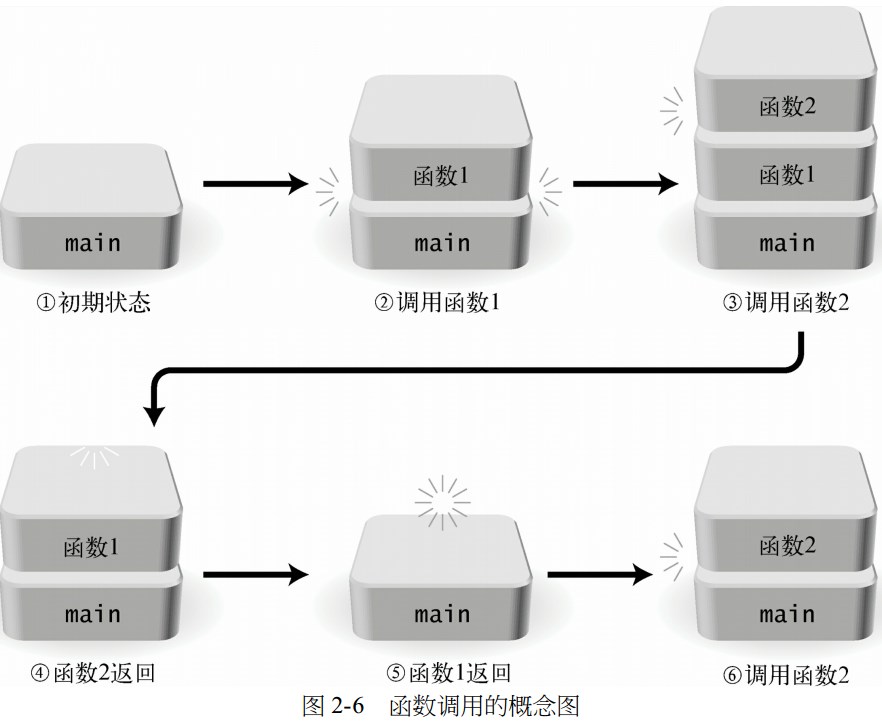 main
①初期状态
函数1
main
②调用函数1
函数2
函数1
main
③调用函数2
函数1
main
④函数2返回
main
⑤函数1返回
函数2
main
⑥调用函数2
图 2-6 函数调用的概念图